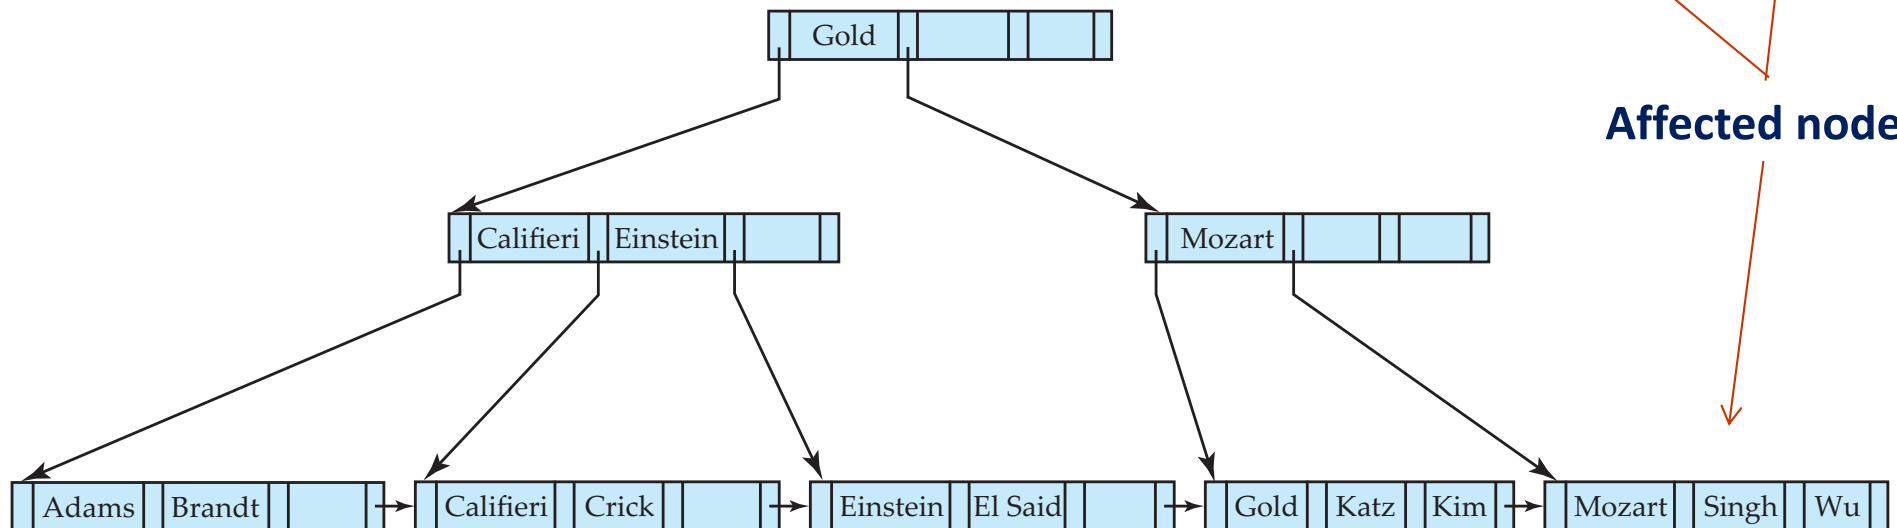 Gold
Affected node
Califieri Einstein
Mozart
Adams Brandt
Califieri Crick
Einstein El Said
Gold Katz Kim
Mozart Singh Wu